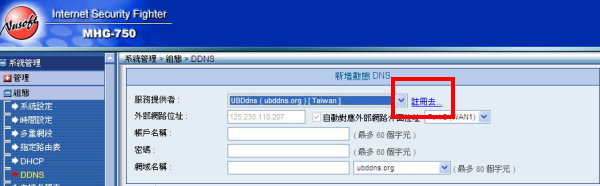 Nusoft
Internet Security Fighter
MHG-750
系統管理
管理
組態
系統設定
時間設定
多重網段
指定路由表
DHCP
DDNS
系統管理 > 組態 > DDNS
新增動態 DNS
服務提供者:
UBDdns ( ubddns.org ) [ Taiwan ]
註冊去...
外部網路位址:
125.230.110.207
自動對應外部網路介面位址
WAN1)
帳戶名稱:
(最多 60 個字元)
密碼:
(最多 60 個字元)
網域名稱:
ubddns.org
(最多 80 個字元)